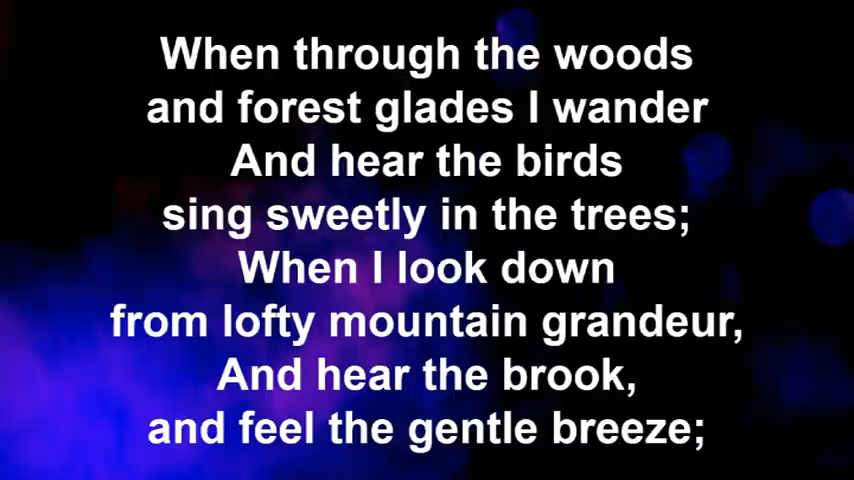 When through the woods
and forest glades I wander
And hear the birds
sing sweetly in the trees;
When I look down
from lofty mountain grandeur,
And hear the brook,
and feel the gentle breeze;